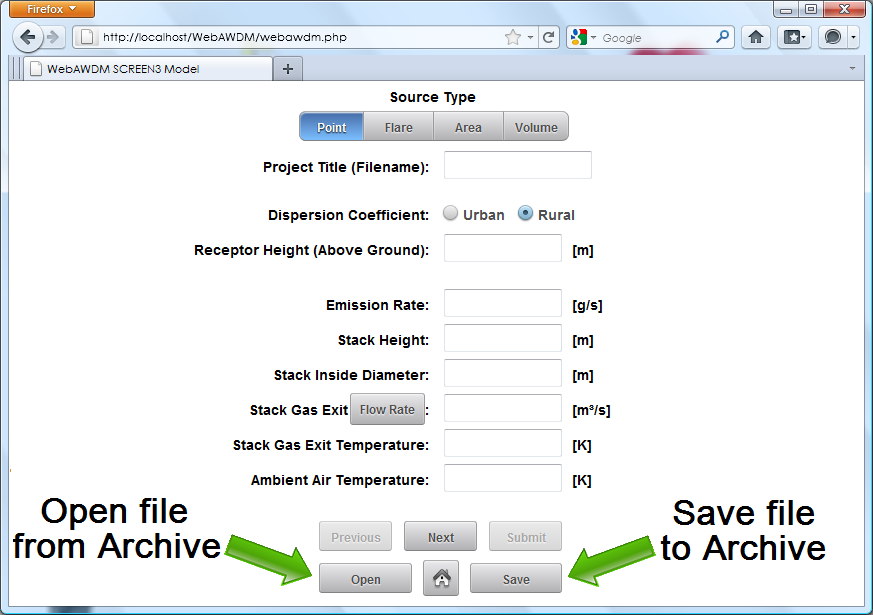 Firefox
http://localhost/WebAWDM/webawdm.php
Google
WebAWDM SCREEN3 Model
Source Type
Point Flare Area Volume
Project Title (Filename):
Dispersion Coefficient: Urban Rural
Receptor Height (Above Ground): [m]
Emission Rate: [g/s]
Stack Height: [m]
Stack Inside Diameter: [m]
Stack Gas Exit Flow Rate : [m³/s]
Stack Gas Exit Temperature: [K]
Ambient Air Temperature: [K]
Open file
from Archive
Previous Next Submit
Open Save
Save file
to Archive